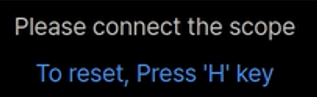 Please connect the scope
To reset, Press 'H' key